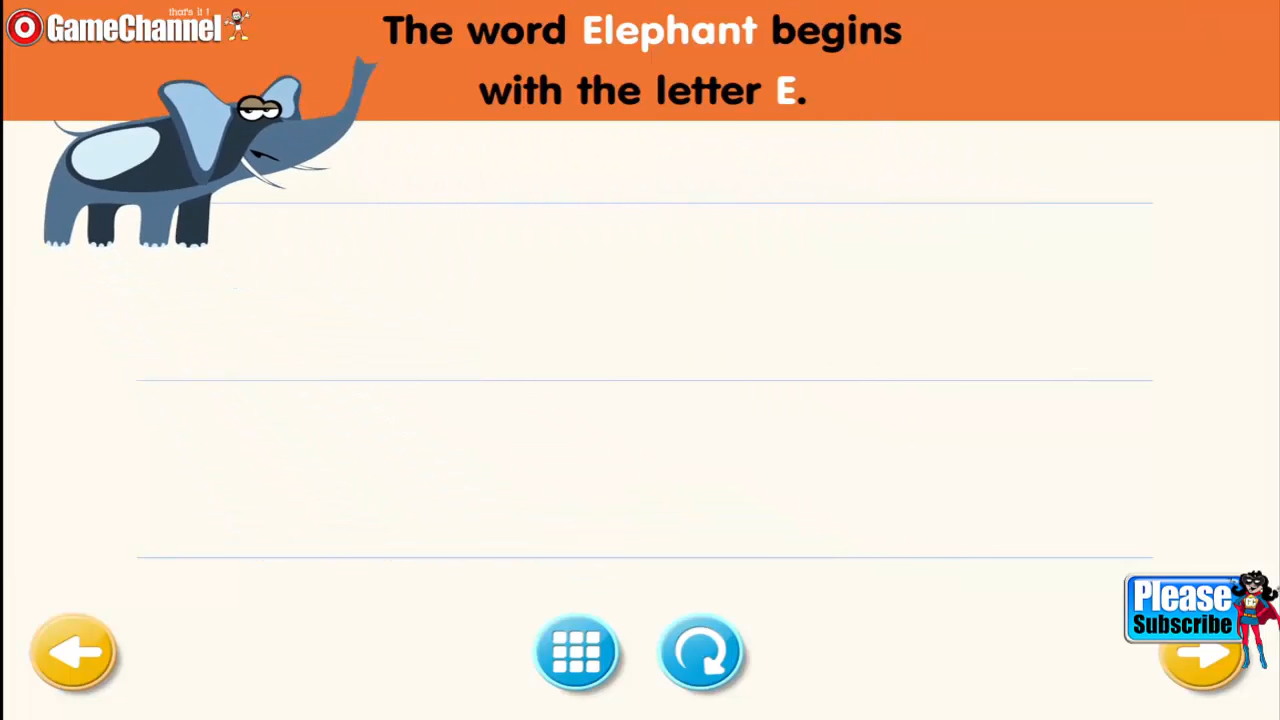 that's it !
GameChannel
The word Elephant begins
with the letter E.
Please
Subscribe